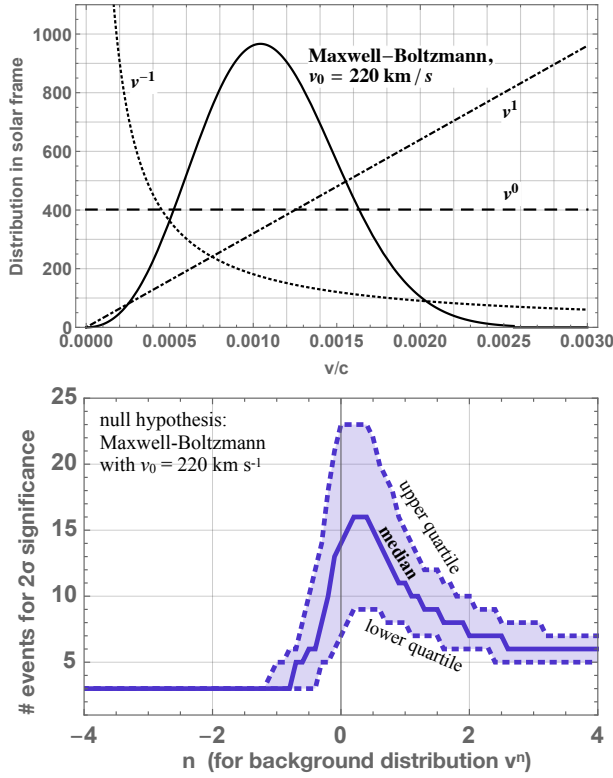 1000
Maxwell–Boltzmann,
v₀ = 220 km / s
v⁻¹
800
v¹
600
v⁰
400
200
0
0.0000 0.0005 0.0010 0.0015 0.0020 0.0025 0.0030
Distribution in solar frame
v/c
25
null hypothesis:
Maxwell-Boltzmann
with v₀ = 220 km s⁻¹
20
upper quartile
15
median
10
lower quartile
5
−4 −2 0 2 4
# events for 2σ significance
n (for background distribution vⁿ)